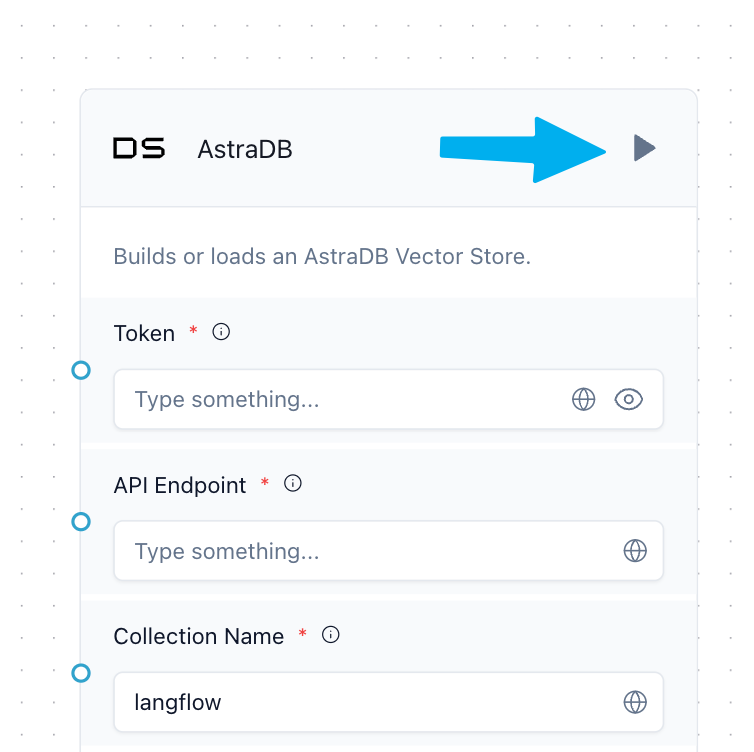 DS AstraDB
Builds or loads an AstraDB Vector Store.
Token *
Type something...
API Endpoint *
Type something...
Collection Name *
langflow